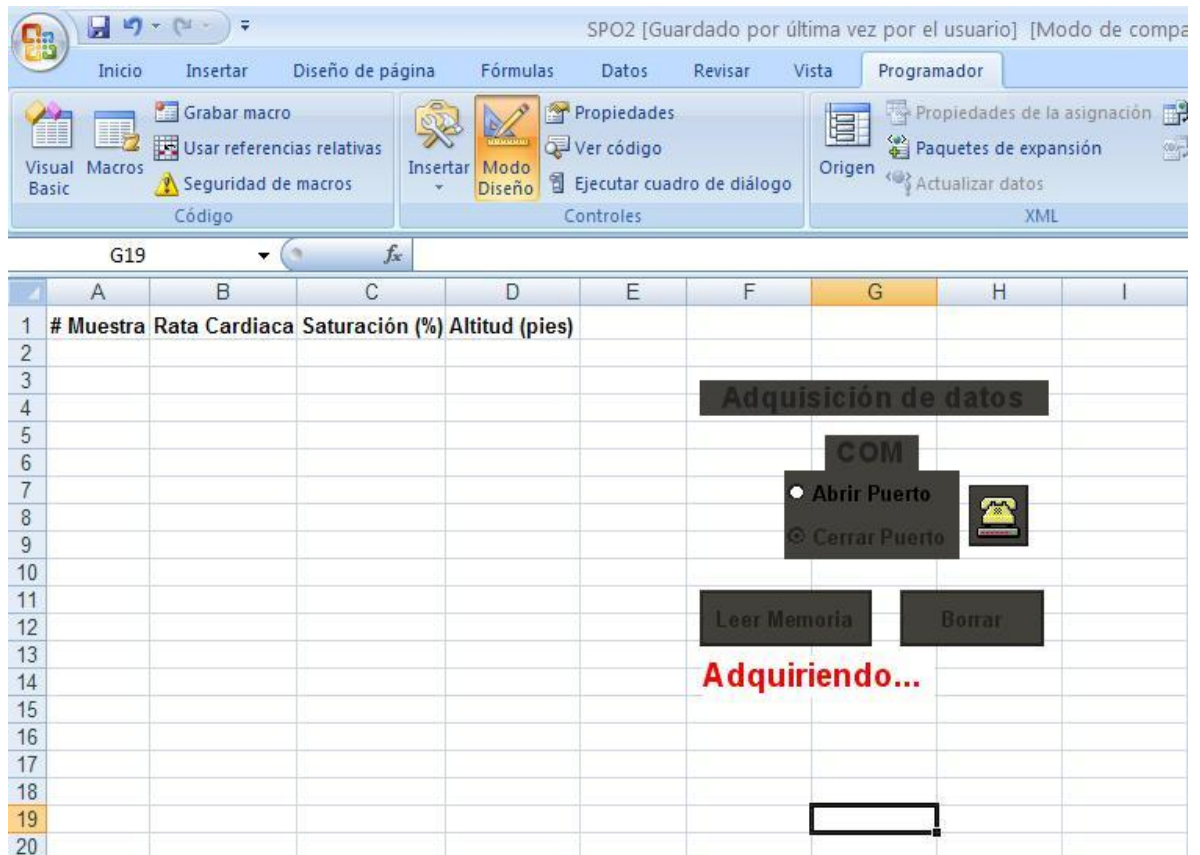 SPO2 [Guardado por última vez por el usuario] [Modo de compa
Inicio Insertar Diseño de página Fórmulas Datos Revisar Vista Programador
Visual Basic
Macros
Grabar macro
Usar referencias relativas
Seguridad de macros
Código
Insertar
Modo Diseño
Propiedades
Ver código
Ejecutar cuadro de diálogo
Controles
Origen
Propiedades de la asignación
Paquetes de expansión
Actualizar datos
XML
G19 fx
A B C D E F G H I
1 # Muestra Rata Cardiaca Saturación (%) Altitud (pies)
2
3
4
5
6
7
8
9
10
11
12
13
14
15
16
17
18
19
20
Adquisición de datos
COM
Abrir Puerto
Cerrar Puerto
Leer Memoria Borrar
Adquiriendo...